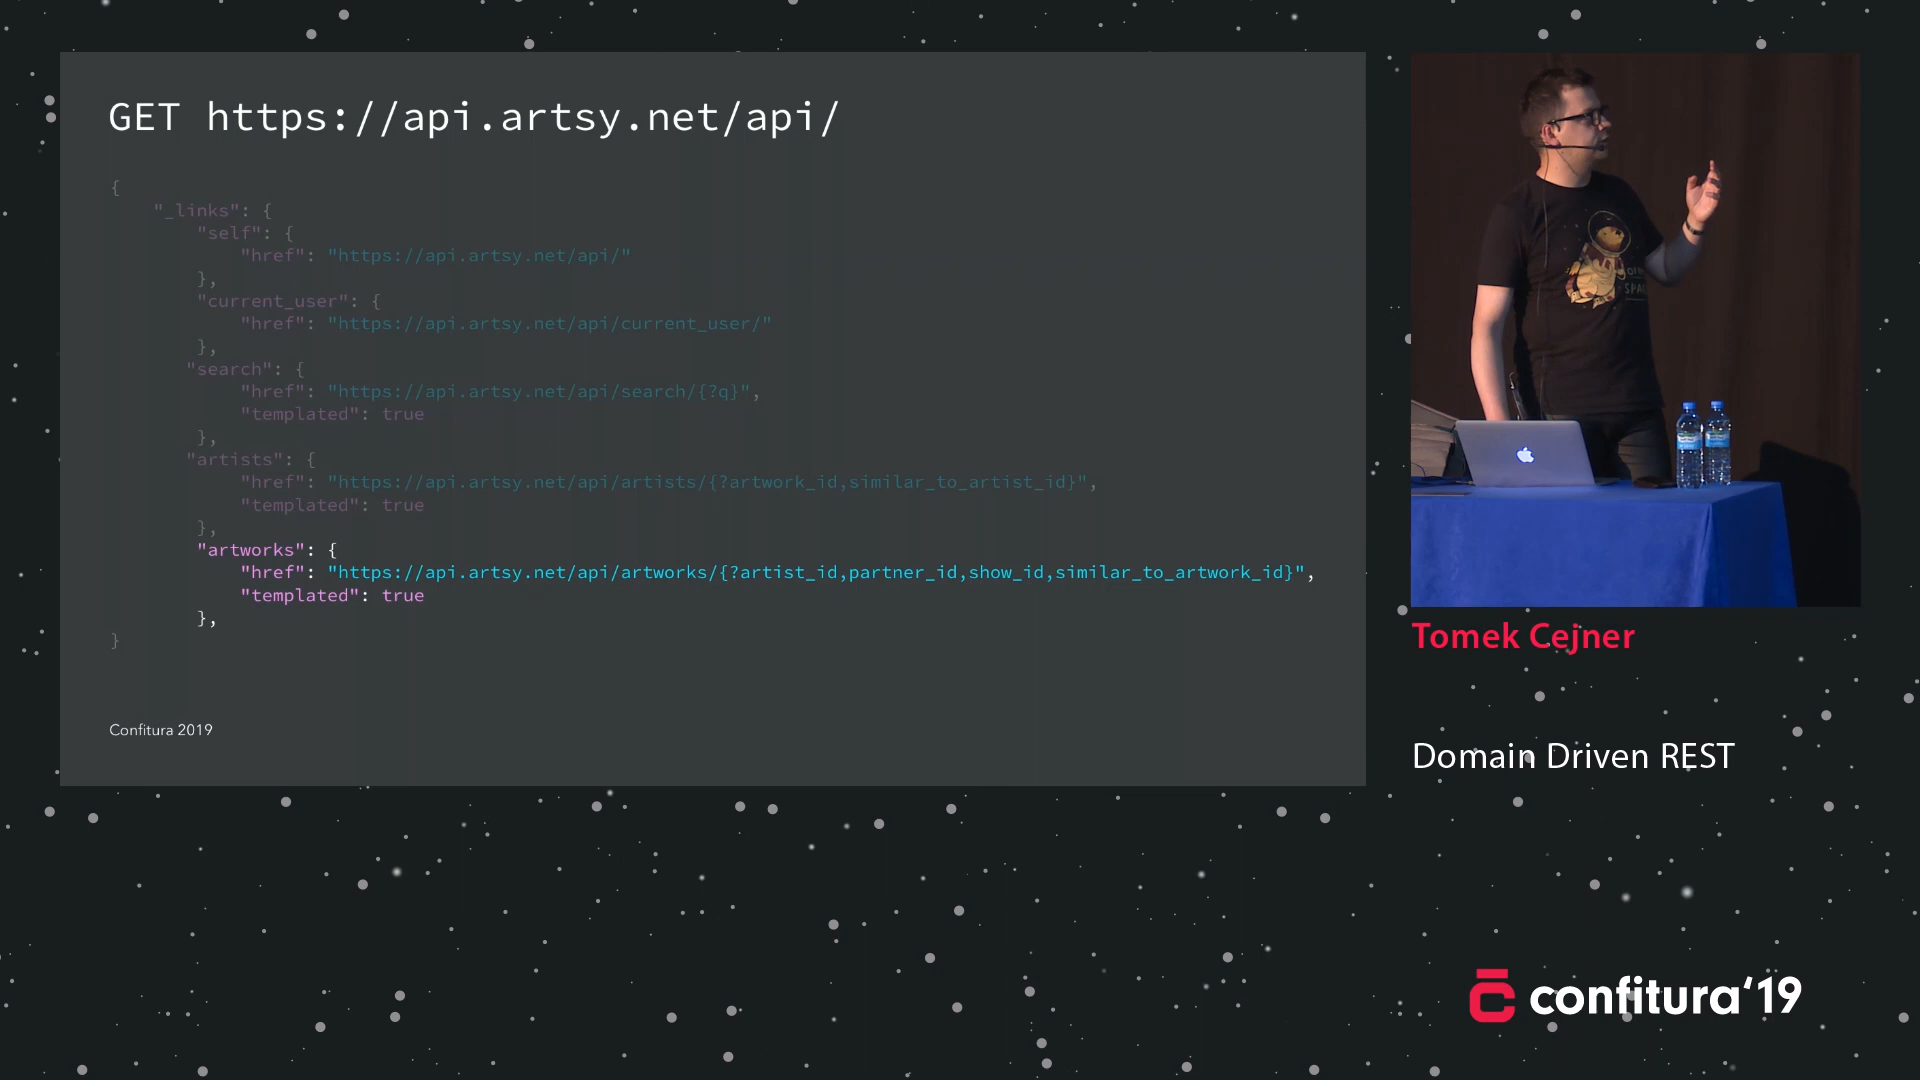 GET https://api.artsy.net/api/
{
"_links": {
"self": {
"href": "https://api.artsy.net/api/"
},
"current_user": {
"href": "https://api.artsy.net/api/current_user/"
},
"search": {
"href": "https://api.artsy.net/api/search/{?q}",
"templated": true
},
"artists": {
"href": "https://api.artsy.net/api/artists/{?artwork_id,similar_to_artist_id}",
"templated": true
},
"artworks": {
"href": "https://api.artsy.net/api/artworks/{?artist_id,partner_id,show_id,similar_to_artwork_id}",
"templated": true
},
}
Confitura 2019
Tomek Cejner
Domain Driven REST
confitura‘19